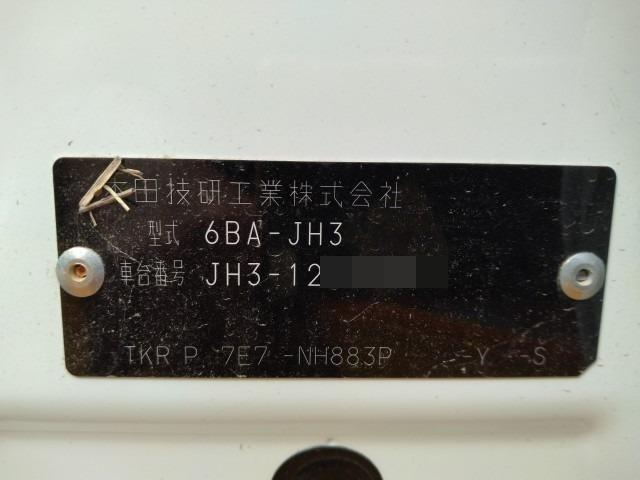 本田技研工業株式会社
型式 6BA-JH3
車台番号 JH3-12
TKR P 7E7 -NH883P --Y --S